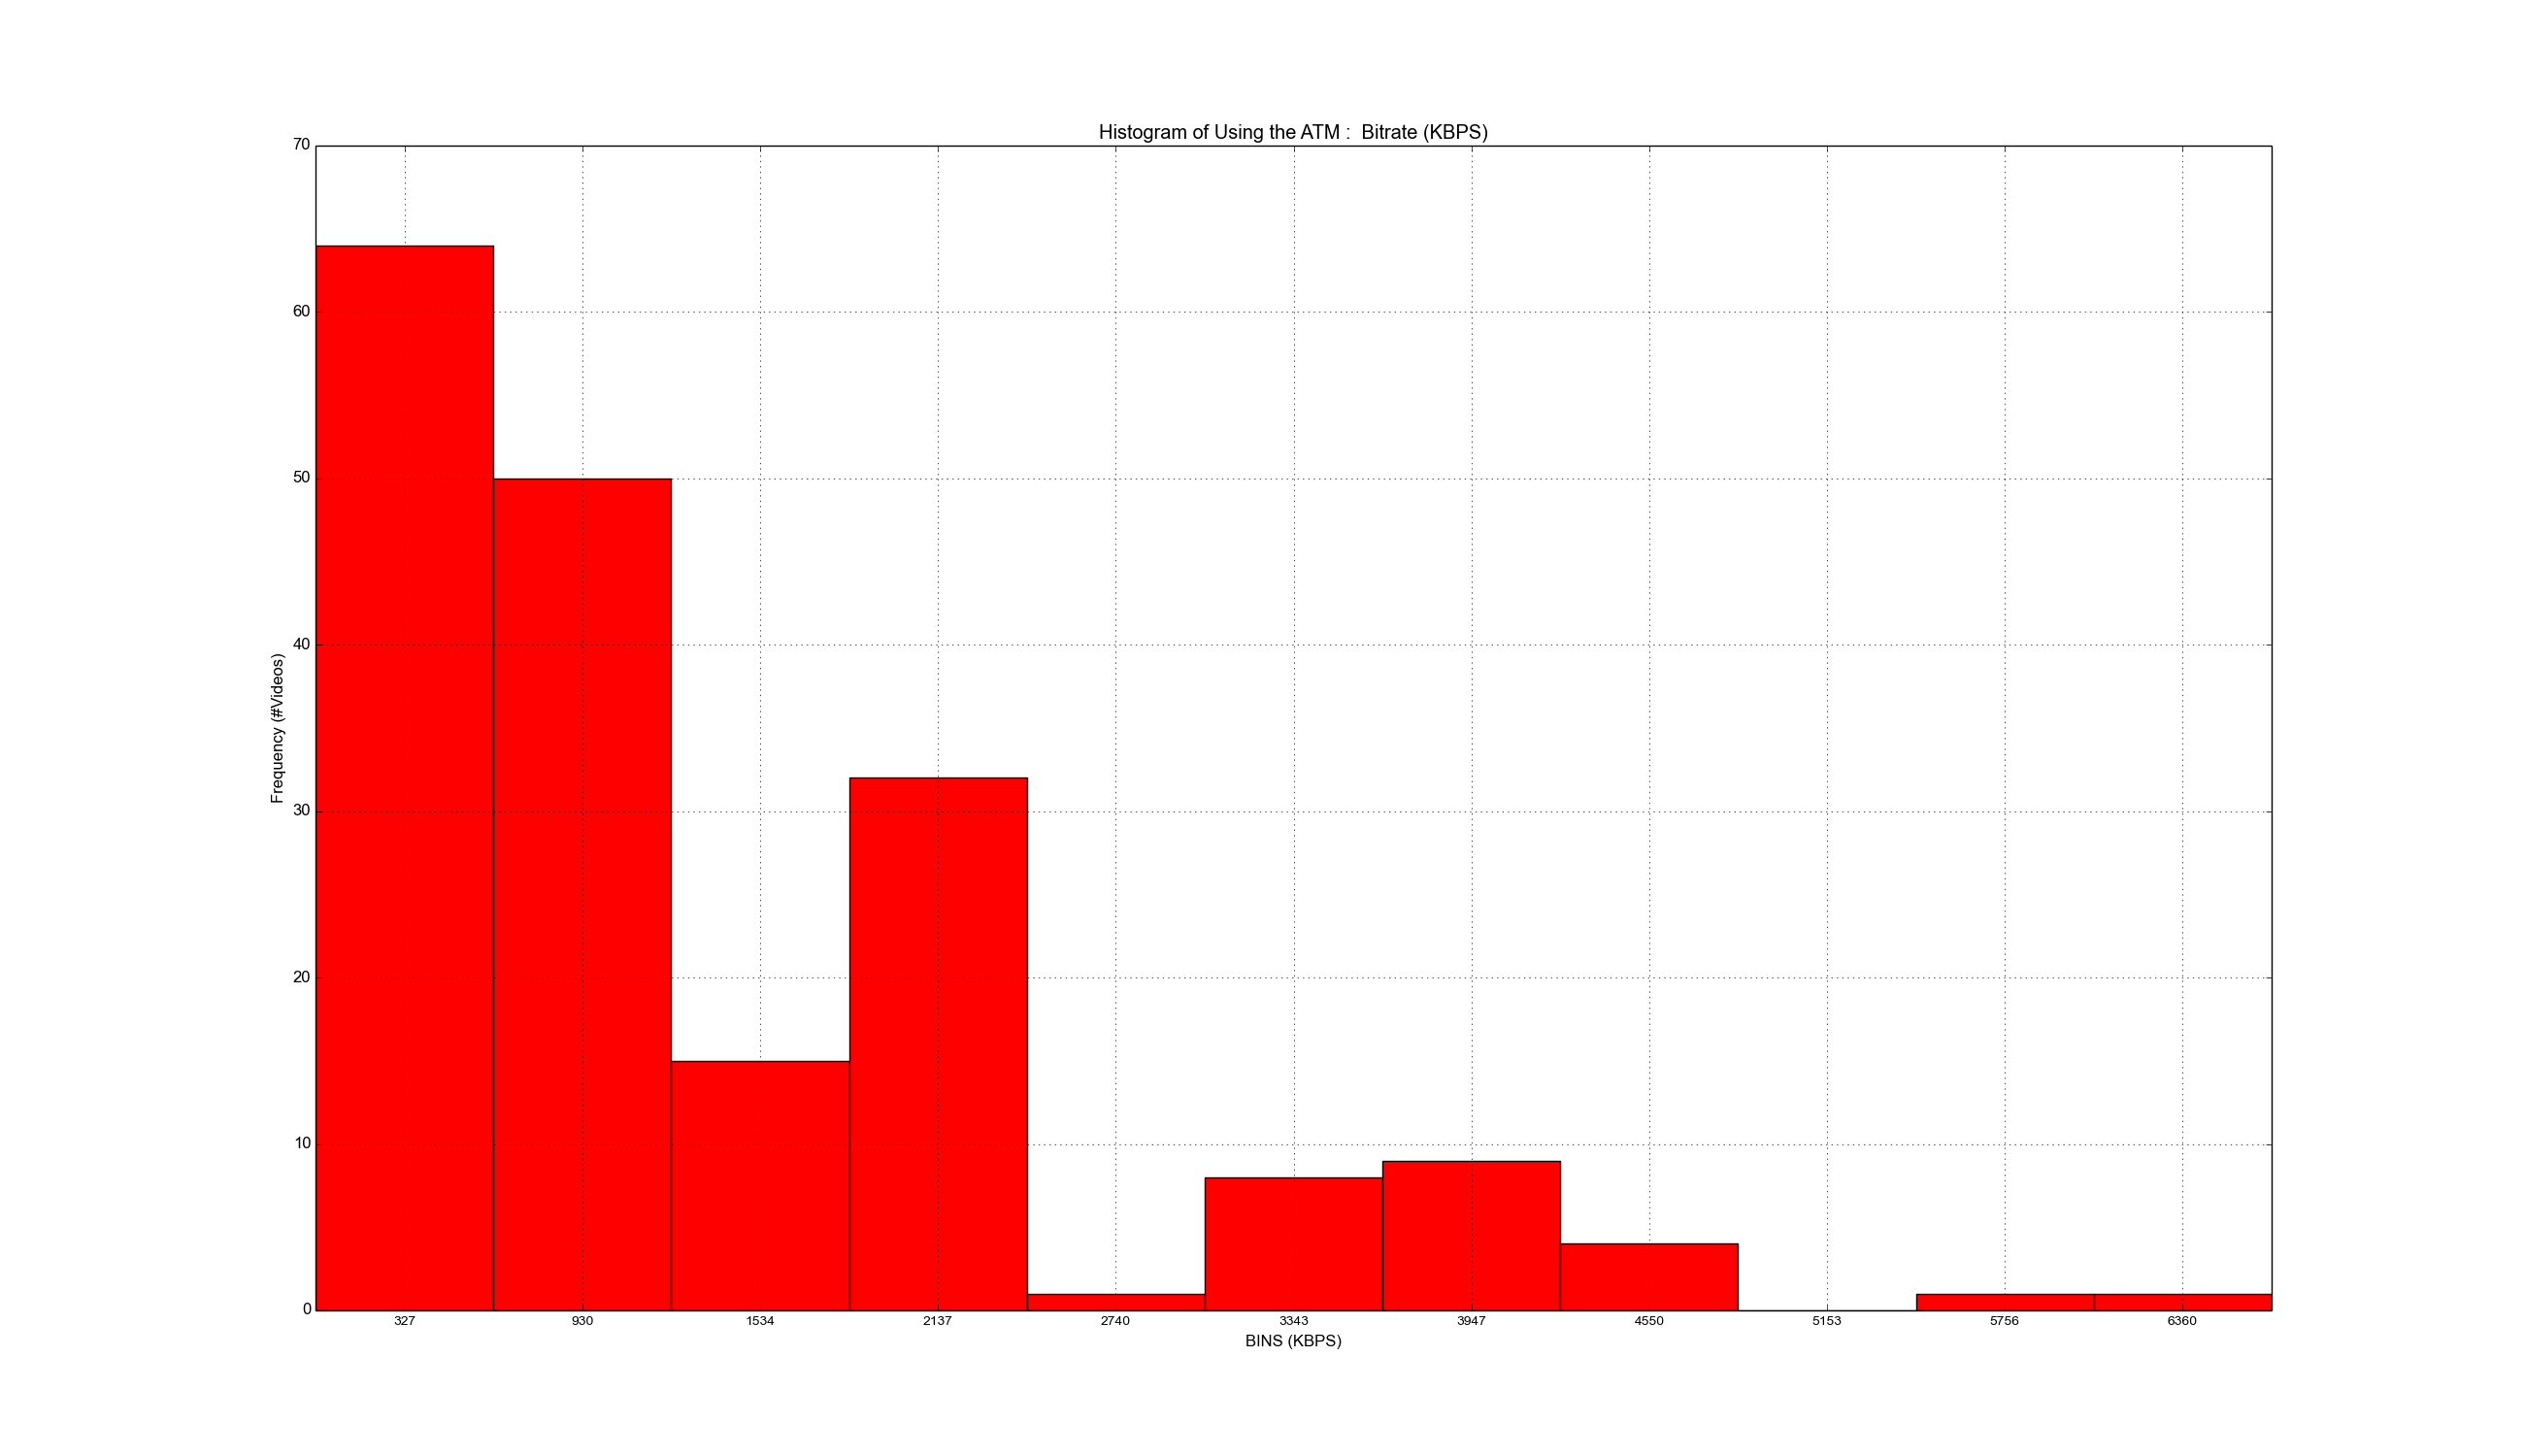 Histogram of Using the ATM :  Bitrate (KBPS)
70
60
50
40
30
20
10
0
Frequency (#Videos)
327 930 1534 2137 2740 3343 3947 4550 5153 5756 6360
BINS (KBPS)